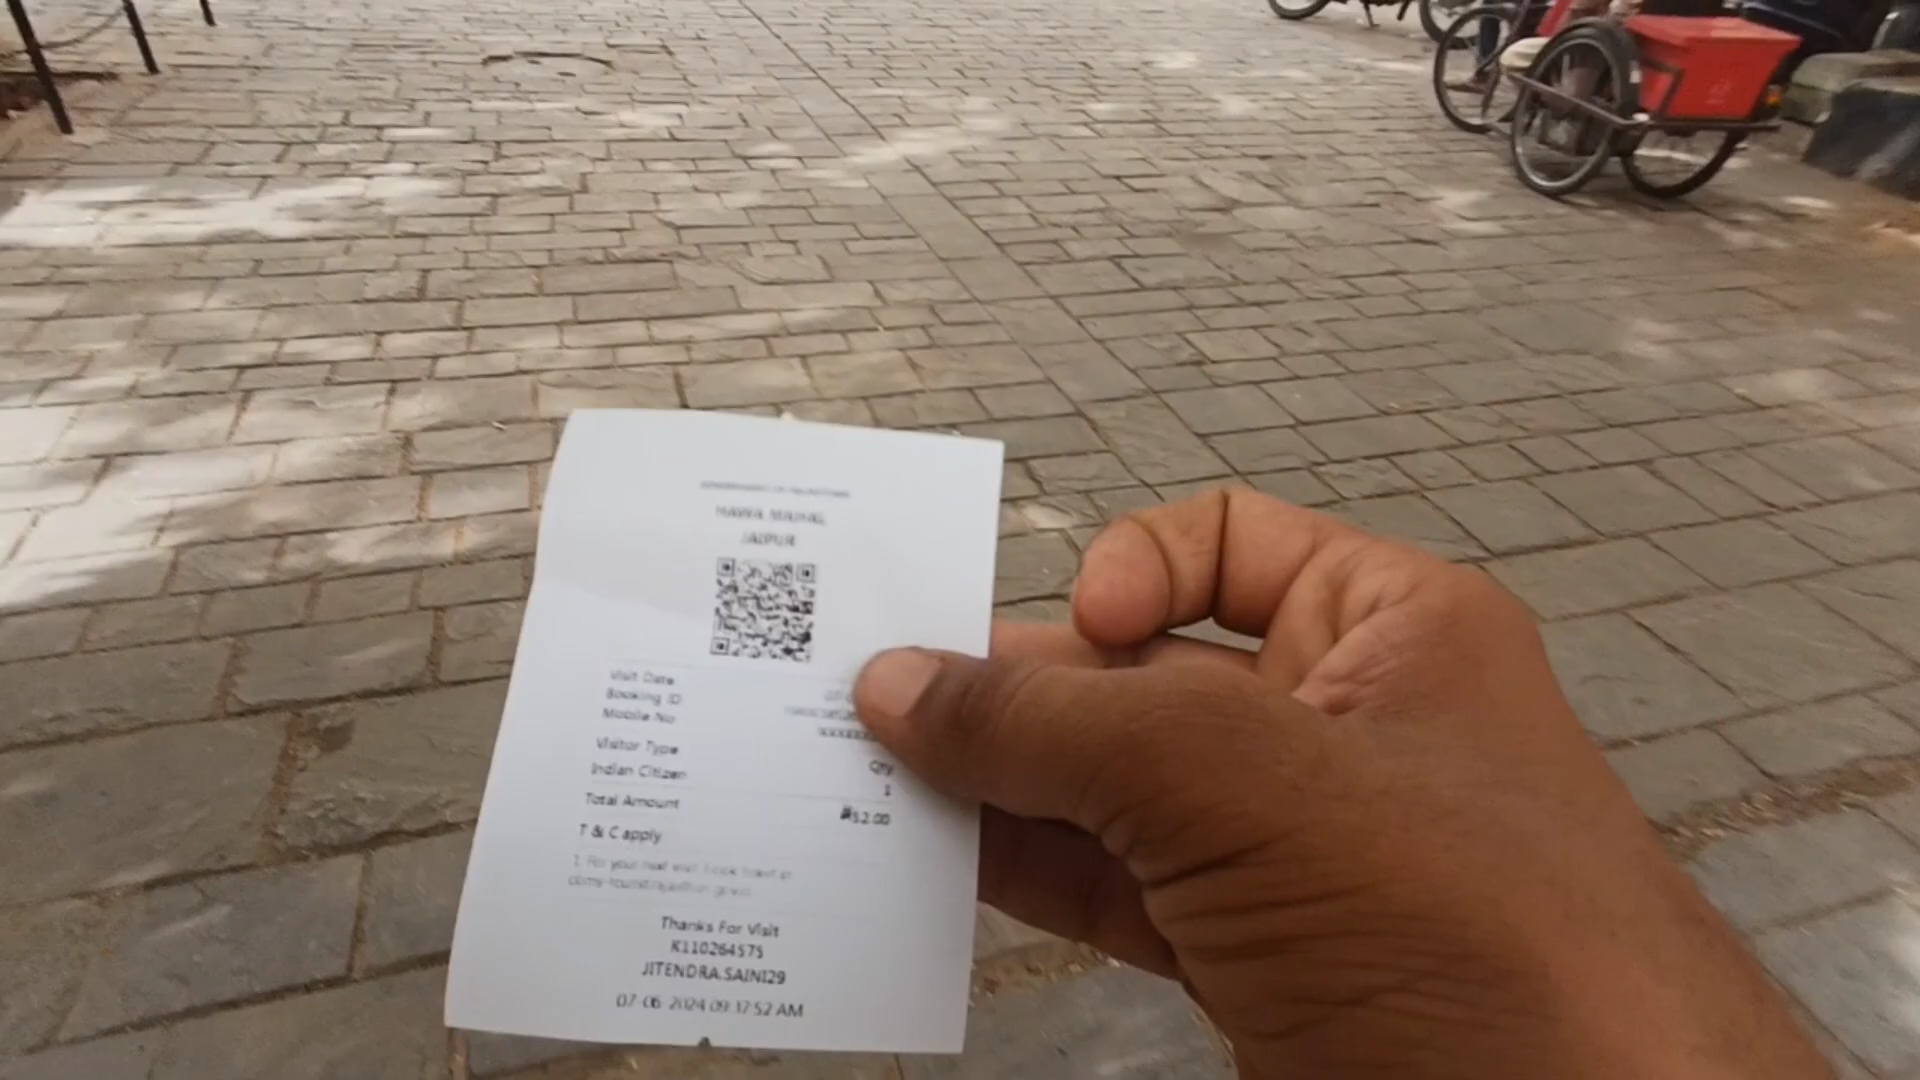 HAWA MAHAL
JAIPUR
Visit Date
Booking ID
Mobile No
Visitor Type Qty
Indian Citizen 1
Total Amount ₹52.00
T & C apply
Thanks For Visit
K110264575
JITENDRA.SAINI29
07-06-2024 09:37:52 AM